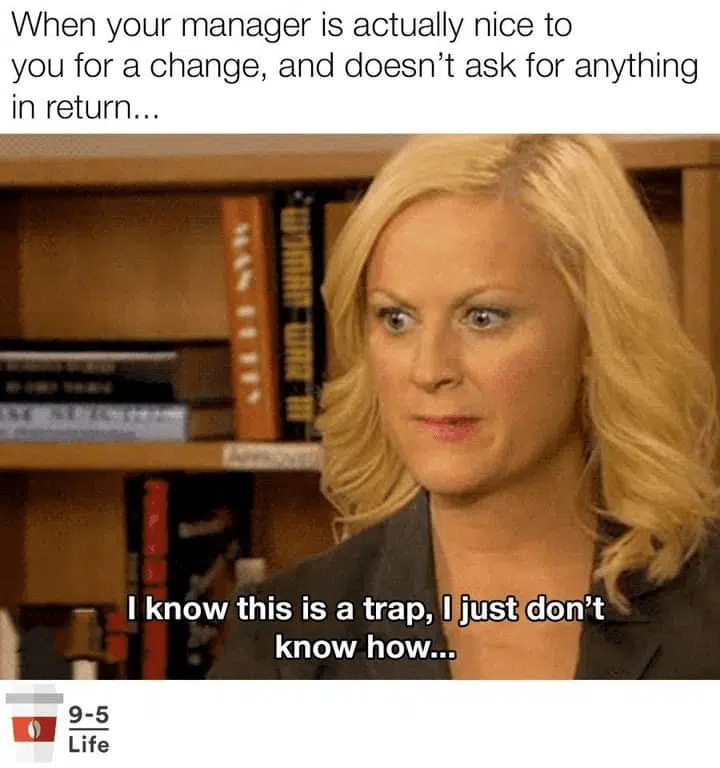 When your manager is actually nice to
you for a change, and doesn’t ask for anything
in return...
I know this is a trap, I just don’t
know how...
9-5
Life